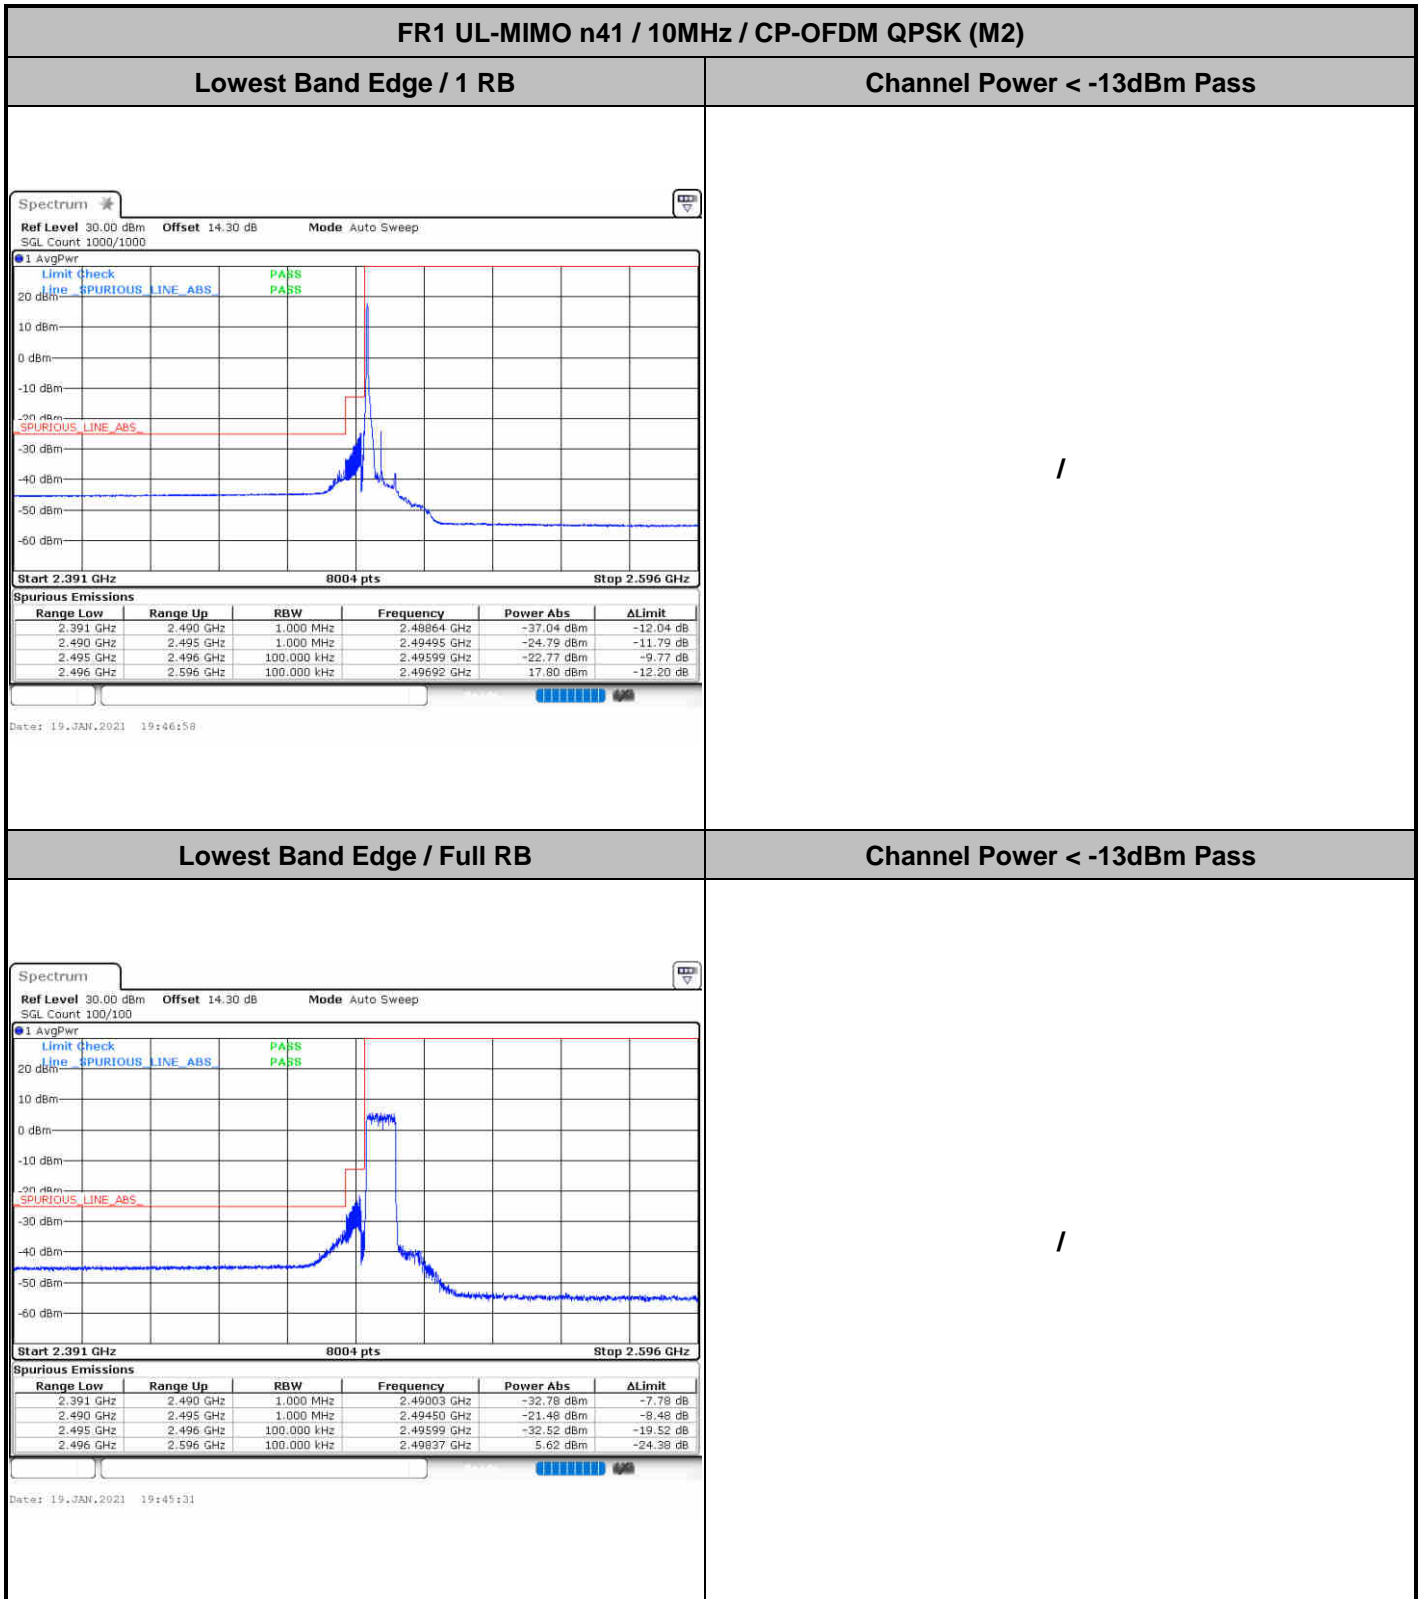 FR1 UL-MIMO n41 / 10MHz / CP-OFDM QPSK (M2)
Lowest Band Edge / 1 RB
Channel Power < -13dBm Pass
Spectrum
Ref Level 30.00 dBm Offset 14.30 dB Mode Auto Sweep
SGL Count 1000/1000
1 AvgPwr
Limit Check PASS
Line _SPURIOUS_LINE_ABS_ PASS
20 dBm
10 dBm
0 dBm
-10 dBm
-20 dBm
_SPURIOUS_LINE_ABS_
-30 dBm
-40 dBm
-50 dBm
-60 dBm
Start 2.391 GHz 8004 pts Stop 2.596 GHz
Spurious Emissions
Range Low Range Up RBW Frequency Power Abs ΔLimit
2.391 GHz 2.490 GHz 1.000 MHz 2.48864 GHz -37.04 dBm -12.04 dB
2.490 GHz 2.495 GHz 1.000 MHz 2.49495 GHz -24.79 dBm -11.79 dB
2.495 GHz 2.496 GHz 100.000 kHz 2.49599 GHz -22.77 dBm -9.77 dB
2.496 GHz 2.596 GHz 100.000 kHz 2.49692 GHz 17.80 dBm -12.20 dB
Date: 19.JAN.2021 19:46:58
/
Lowest Band Edge / Full RB
Channel Power < -13dBm Pass
Spectrum
Ref Level 30.00 dBm Offset 14.30 dB Mode Auto Sweep
SGL Count 100/100
1 AvgPwr
Limit Check PASS
Line _SPURIOUS_LINE_ABS_ PASS
20 dBm
10 dBm
0 dBm
-10 dBm
-20 dBm
_SPURIOUS_LINE_ABS_
-30 dBm
-40 dBm
-50 dBm
-60 dBm
Start 2.391 GHz 8004 pts Stop 2.596 GHz
Spurious Emissions
Range Low Range Up RBW Frequency Power Abs ΔLimit
2.391 GHz 2.490 GHz 1.000 MHz 2.49003 GHz -32.78 dBm -7.78 dB
2.490 GHz 2.495 GHz 1.000 MHz 2.49450 GHz -21.48 dBm -8.48 dB
2.495 GHz 2.496 GHz 100.000 kHz 2.49599 GHz -32.52 dBm -19.52 dB
2.496 GHz 2.596 GHz 100.000 kHz 2.49837 GHz 5.62 dBm -24.38 dB
Date: 19.JAN.2021 19:45:31
/